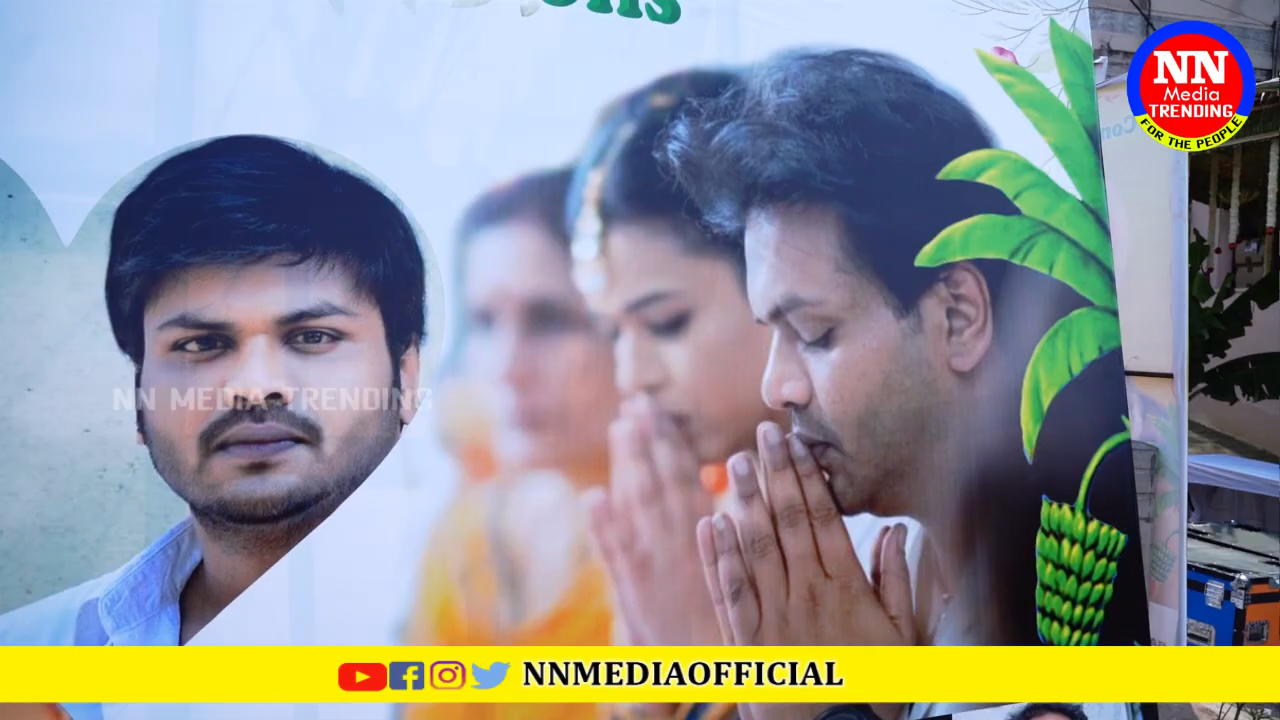 NN
Media
TRENDING
FOR THE PEOPLE
NN MEDIA TRENDING
NNMEDIAOFFICIAL